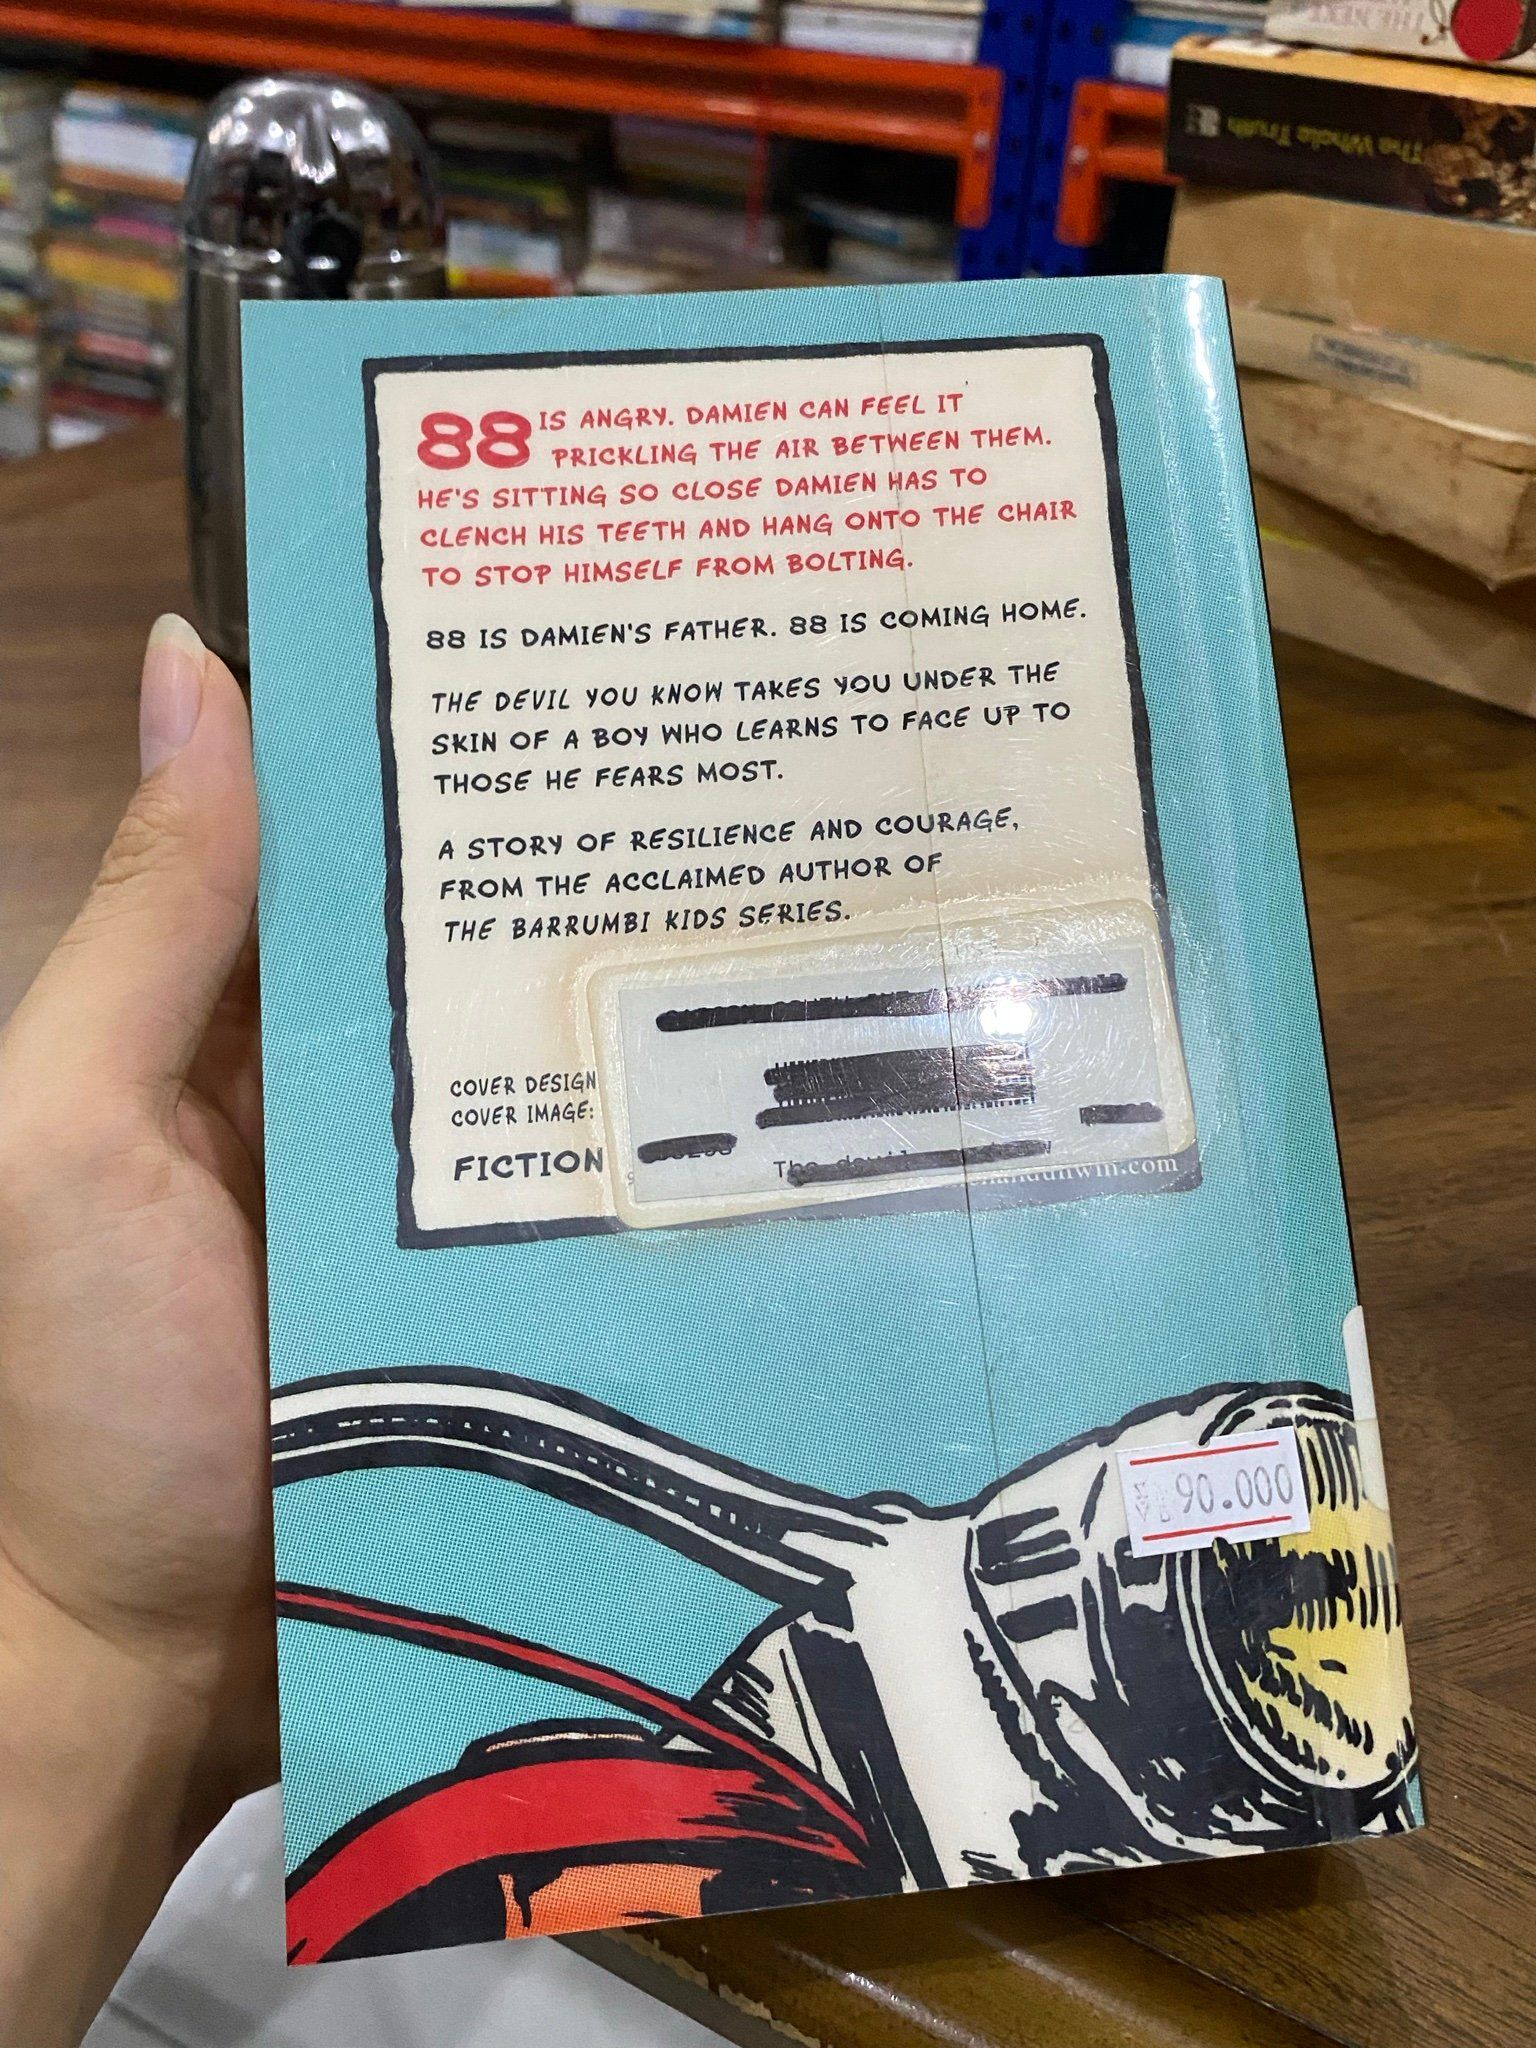 The Whole Truth
88 IS ANGRY. DAMIEN CAN FEEL IT
PRICKLING THE AIR BETWEEN THEM.
HE'S SITTING SO CLOSE DAMIEN HAS TO
CLENCH HIS TEETH AND HANG ONTO THE CHAIR
TO STOP HIMSELF FROM BOLTING.
88 IS DAMIEN'S FATHER. 88 IS COMING HOME.
THE DEVIL YOU KNOW TAKES YOU UNDER THE
SKIN OF A BOY WHO LEARNS TO FACE UP TO
THOSE HE FEARS MOST.
A STORY OF RESILIENCE AND COURAGE,
FROM THE ACCLAIMED AUTHOR OF
THE BARRUMBI KIDS SERIES.
COVER DESIGN
COVER IMAGE:
FICTION
90.000